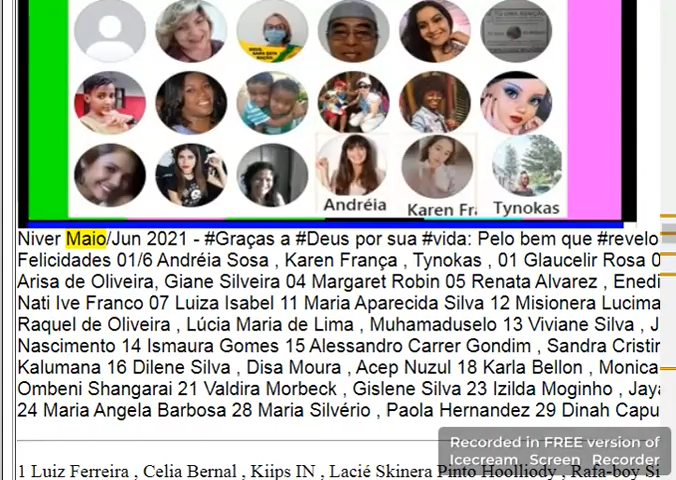 Andréia
Karen Fr
Tynokas
Niver Maio/Jun 2021 - #Graças a #Deus por sua #vida: Pelo bem que #revelo
Felicidades 01/6 Andréia Sosa , Karen França , Tynokas , 01 Glaucelir Rosa 0
Arisa de Oliveira, Giane Silveira 04 Margaret Robin 05 Renata Alvarez , Enedi
Nati Ive Franco 07 Luiza Isabel 11 Maria Aparecida Silva 12 Misionera Lucima
Raquel de Oliveira , Lúcia Maria de Lima , Muhamaduselo 13 Viviane Silva , J
Nascimento 14 Ismaura Gomes 15 Alessandro Carrer Gondim , Sandra Cristir
Kalumana 16 Dilene Silva , Disa Moura , Acep Nuzul 18 Karla Bellon , Monica
Ombeni Shangarai 21 Valdira Morbeck , Gislene Silva 23 Izilda Moginho , Jaya
24 Maria Angela Barbosa 28 Maria Silvério , Paola Hernandez 29 Dinah Capu
Recorded in FREE version of
Icecream Screen Recorder
1 Luiz Ferreira , Celia Bernal , Kiips IN , Lacié Skinera Pinto Hoolliody , Rafa-boy Si